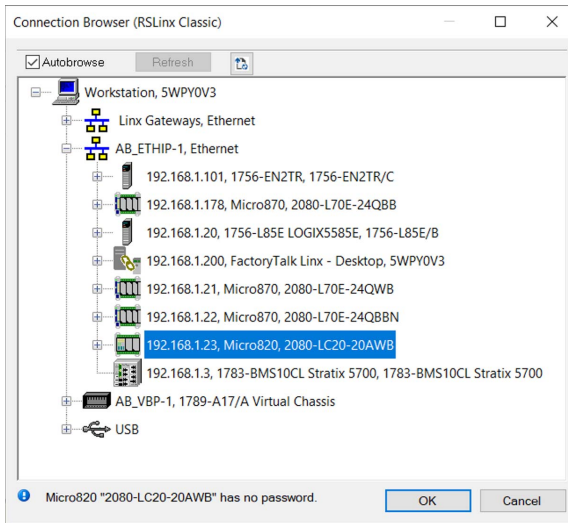 Connection Browser (RSLinx Classic)
Autobrowse
Refresh
Workstation, 5WPY0V3
Linx Gateways, Ethernet
AB_ETHIP-1, Ethernet
192.168.1.101, 1756-EN2TR, 1756-EN2TR/C
192.168.1.178, Micro870, 2080-L70E-24QBB
192.168.1.20, 1756-L85E LOGIX5585E, 1756-L85E/B
192.168.1.200, FactoryTalk Linx - Desktop, 5WPY0V3
192.168.1.21, Micro870, 2080-L70E-24QWB
192.168.1.22, Micro870, 2080-L70E-24QBBN
192.168.1.23, Micro820, 2080-LC20-20AWB
192.168.1.3, 1783-BMS10CL Stratix 5700, 1783-BMS10CL Stratix 5700
AB_VBP-1, 1789-A17/A Virtual Chassis
USB
Micro820 "2080-LC20-20AWB" has no password.
OK
Cancel